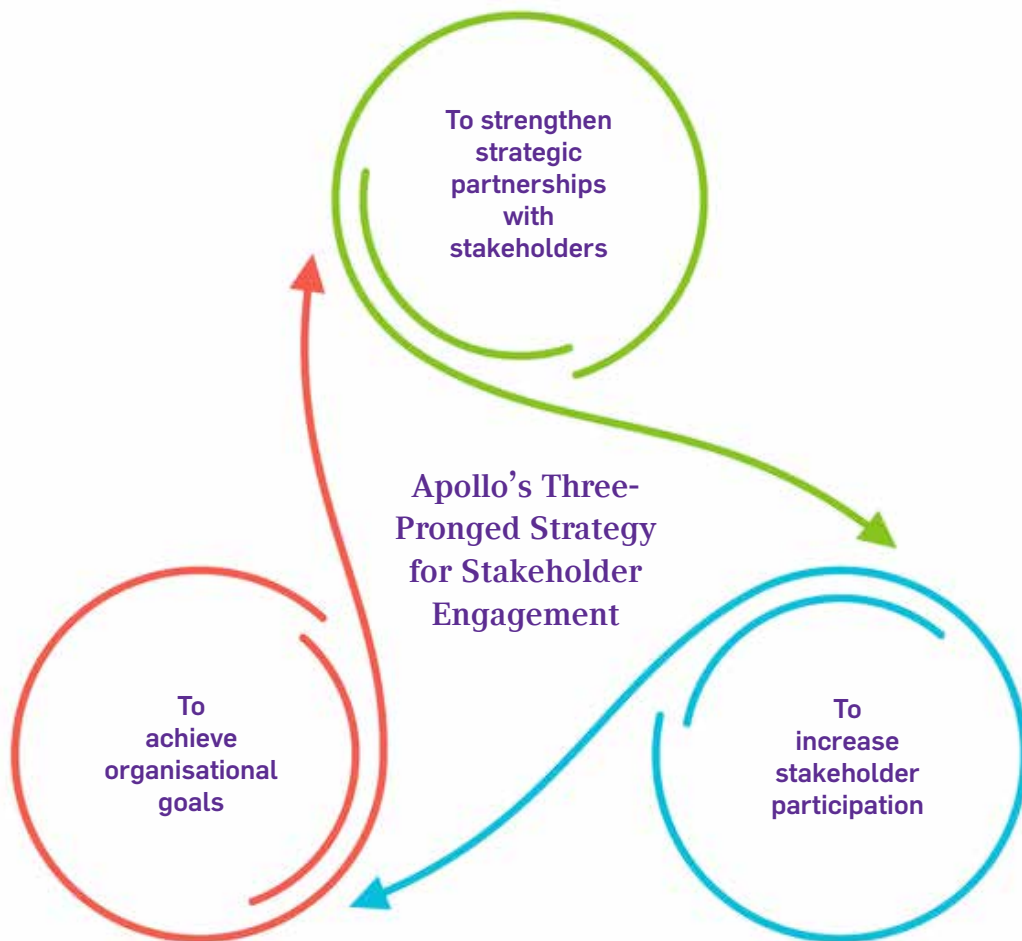 To strengthen
strategic
partnerships
with
stakeholders
Apollo’s Three-
Pronged Strategy
for Stakeholder
Engagement
To
achieve
organisational
goals
To
increase
stakeholder
participation